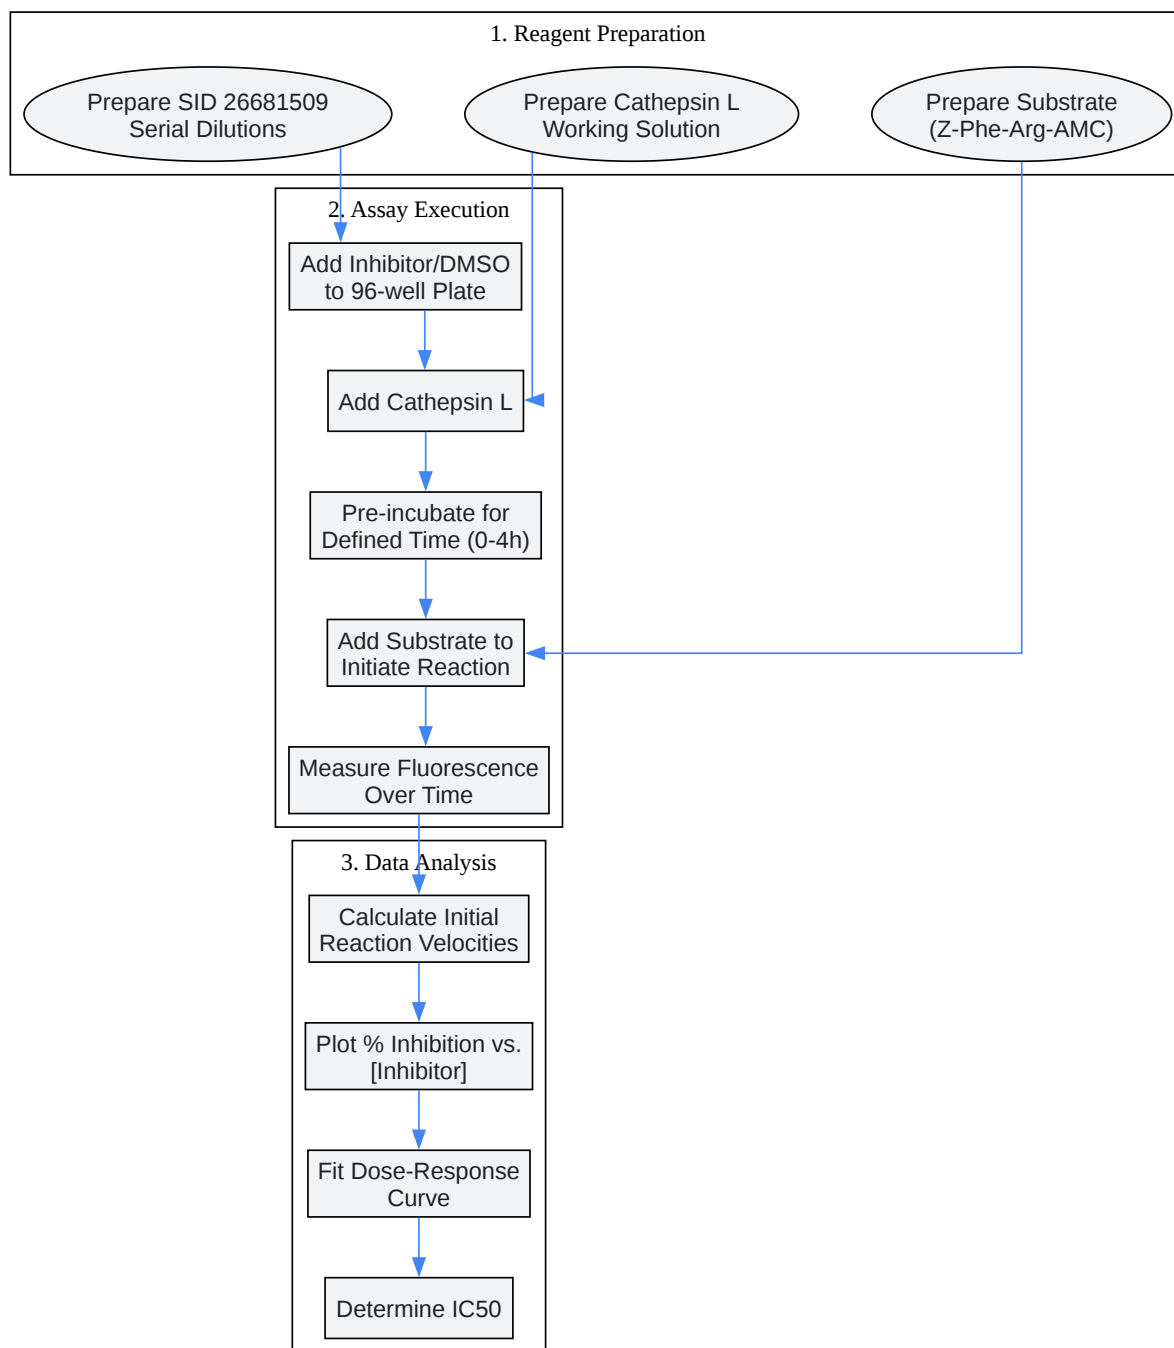 1. Reagent Preparation
Prepare SID 26681509
Serial Dilutions
Prepare Cathepsin L
Working Solution
Prepare Substrate
(Z-Phe-Arg-AMC)
2. Assay Execution
Add Inhibitor/DMSO
to 96-well Plate
Add Cathepsin L
Pre-incubate for
Defined Time (0-4h)
Add Substrate to
Initiate Reaction
Measure Fluorescence
Over Time
3. Data Analysis
Calculate Initial
Reaction Velocities
Plot % Inhibition vs.
[Inhibitor]
Fit Dose-Response
Curve
Determine IC50